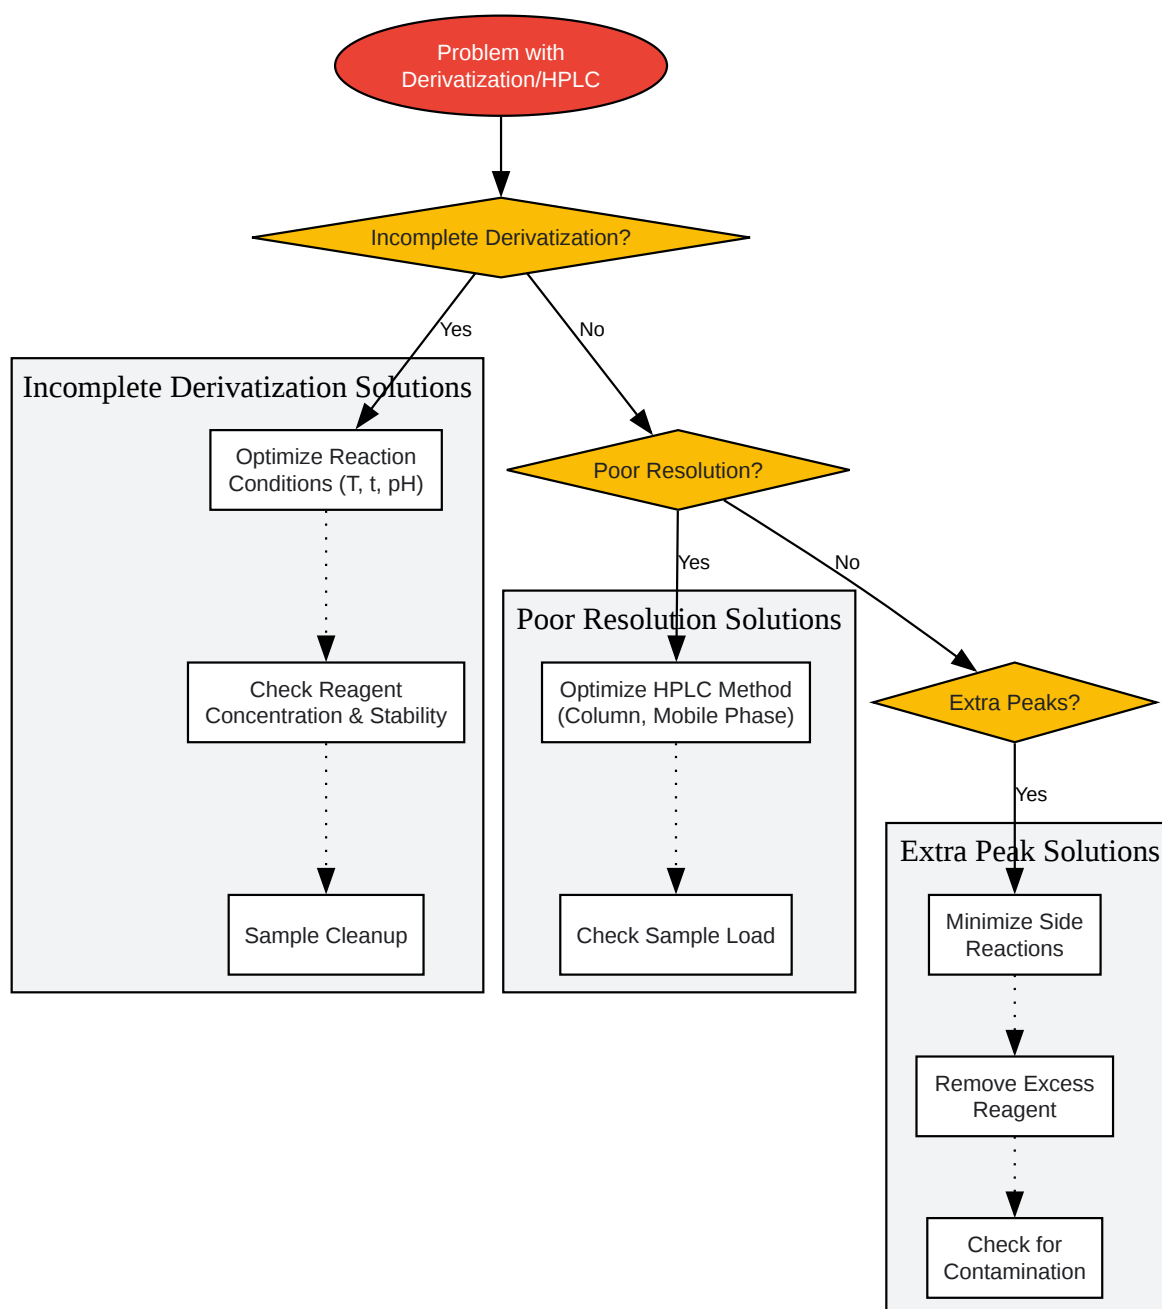 Problem with
Derivatization/HPLC
Incomplete Derivatization?
Yes
No
Incomplete Derivatization Solutions
Optimize Reaction
Conditions (T, t, pH)
Poor Resolution?
Yes
No
Poor Resolution Solutions
Check Reagent
Concentration & Stability
Optimize HPLC Method
(Column, Mobile Phase)
Extra Peaks?
Yes
Extra Peak Solutions
Sample Cleanup
Check Sample Load
Minimize Side
Reactions
Remove Excess
Reagent
Check for
Contamination